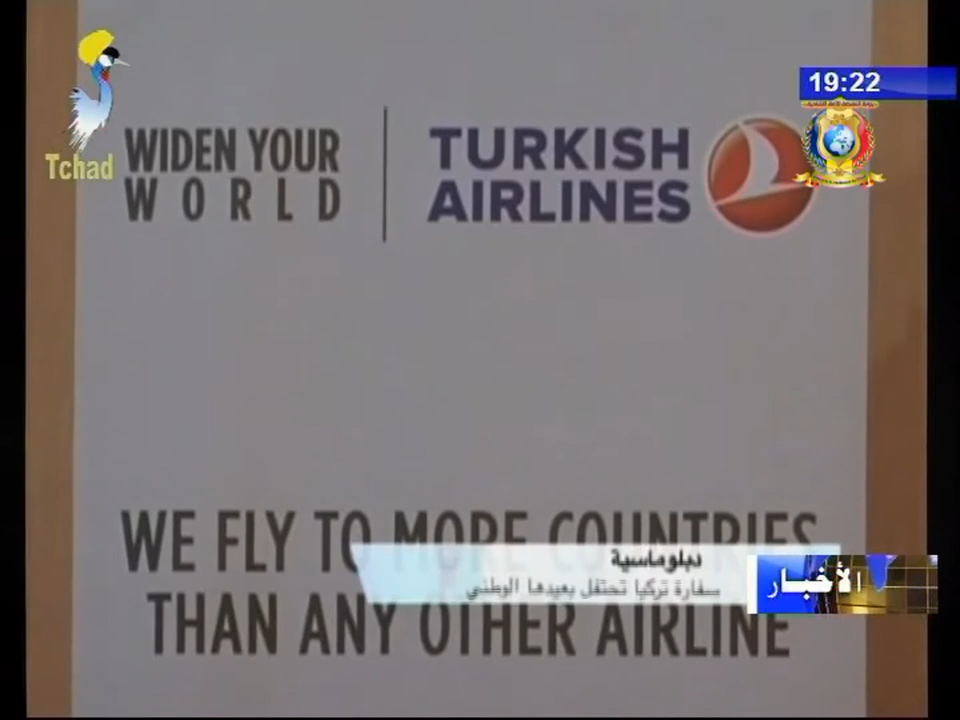 19:22
Tchad
WIDEN YOUR
WORLD
TURKISH
AIRLINES
WE FLY TO MORE COUNTRIES
THAN ANY OTHER AIRLINE
دبلوماسية
سفارة تركيا تحتفل بعيدها الوطني
الأخبار